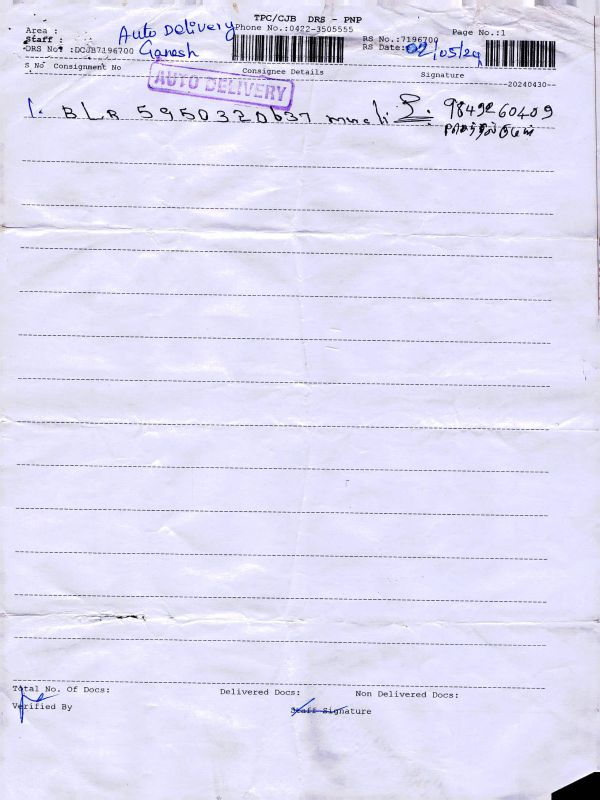 TPC/CJB DRS - PNP
Area : Auto Delivery Phone No.:0422-3505555 RS No.:7196700 Page No.:1
Staff : Ganesh RS Date: 02/05/24
DRS No: :DCJB7196700
S No Consignment No Consignee Details Signature
20240430
AUTO DELIVERY
1. BLR 5950320637 murali 9842260409
Total No. Of Docs: Delivered Docs: Non Delivered Docs:
Verified By Staff Signature